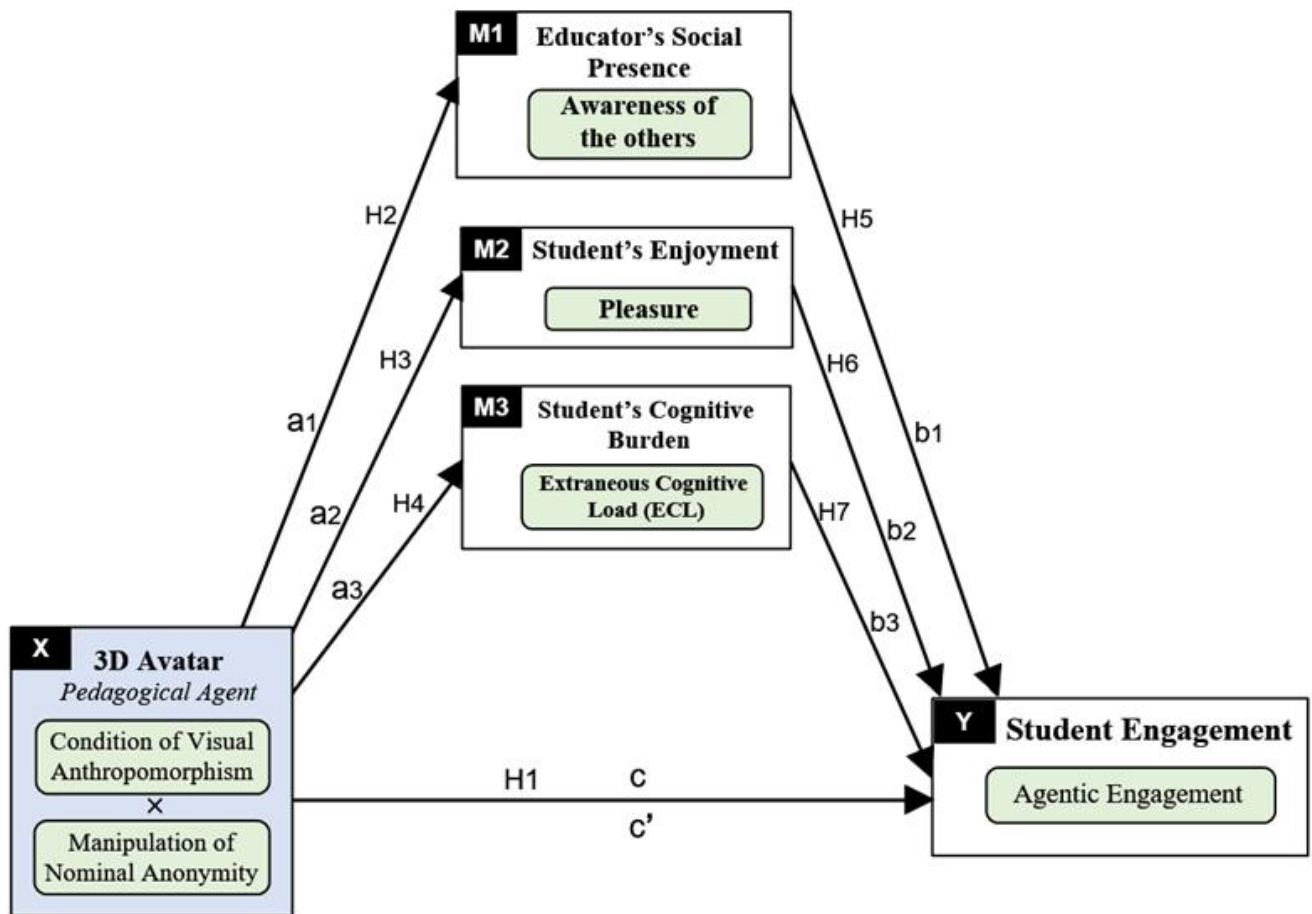 M1
Educator's Social
Presence
Awareness of
the others
H2
H5
M2
Student's Enjoyment
Pleasure
H3
H6
M3
Student's Cognitive
Burden
Extraneous Cognitive
Load (ECL)
a1
b1
a2
H4
H7
b2
a3
b3
X
3D Avatar
Pedagogical Agent
Condition of Visual
Anthropomorphism
×
Manipulation of
Nominal Anonymity
H1
c
c'
Y
Student Engagement
Agentic Engagement